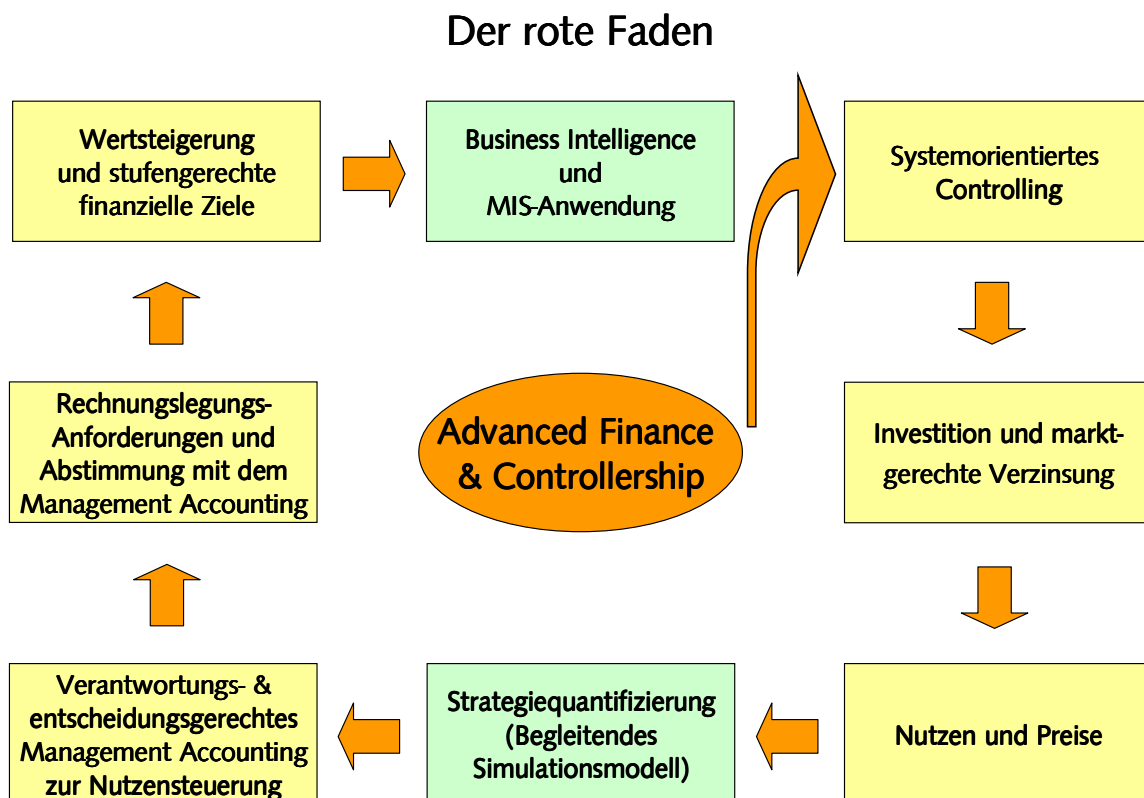 Der rote Faden
Wertsteigerung
und stufengerechte
finanzielle Ziele
Business Intelligence
und
MIS-Anwendung
Systemorientiertes
Controlling
Rechnungslegungs-
Anforderungen und
Abstimmung mit dem
Management Accounting
Advanced Finance
& Controllership
Investition und markt-
gerechte Verzinsung
Verantwortungs- &
entscheidungsgerechtes
Management Accounting
zur Nutzensteuerung
Strategiequantifizierung
(Begleitendes
Simulationsmodell)
Nutzen und Preise